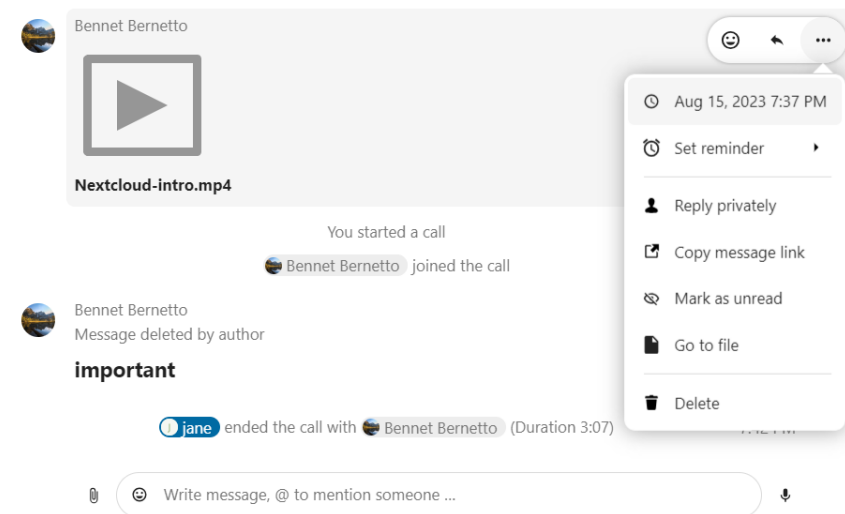 Bennet Bernetto
Nextcloud-intro.mp4
Aug 15, 2023 7:37 PM
Set reminder
Reply privately
Copy message link
Mark as unread
Go to file
Delete
You started a call
Bennet Bernetto joined the call
Bennet Bernetto
Message deleted by author
important
jane ended the call with Bennet Bernetto (Duration 3:07)
Write message, @ to mention someone ...